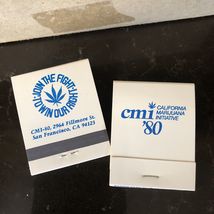 JOIN THE FIGHT
TO WIN OUR RIGHT
CMI-80, 2964 Fillmore St.
San Francisco, CA 94123
cmi
'80
CALIFORNIA
MARIJUANA
INITIATIVE